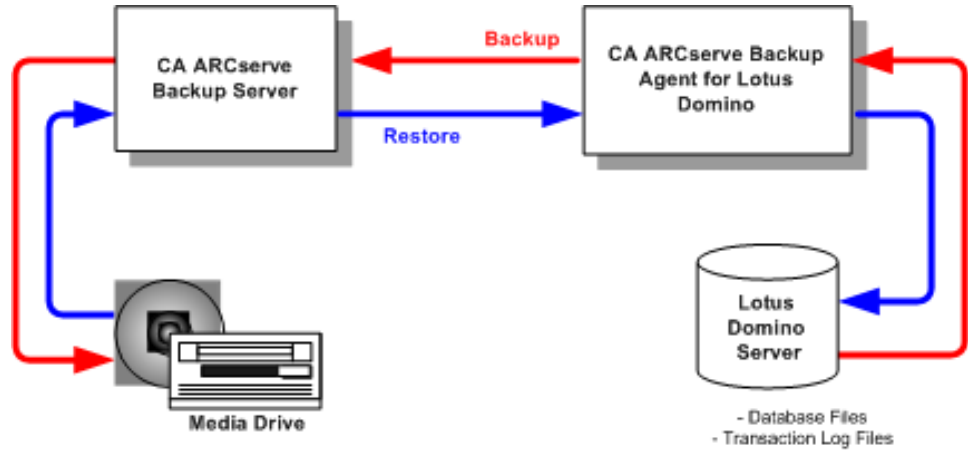 CA ARCserve
Backup Server
Backup
Restore
CA ARCserve Backup
Agent for Lotus
Domino
Media Drive
Lotus
Domino
Server
- Database Files
- Transaction Log Files